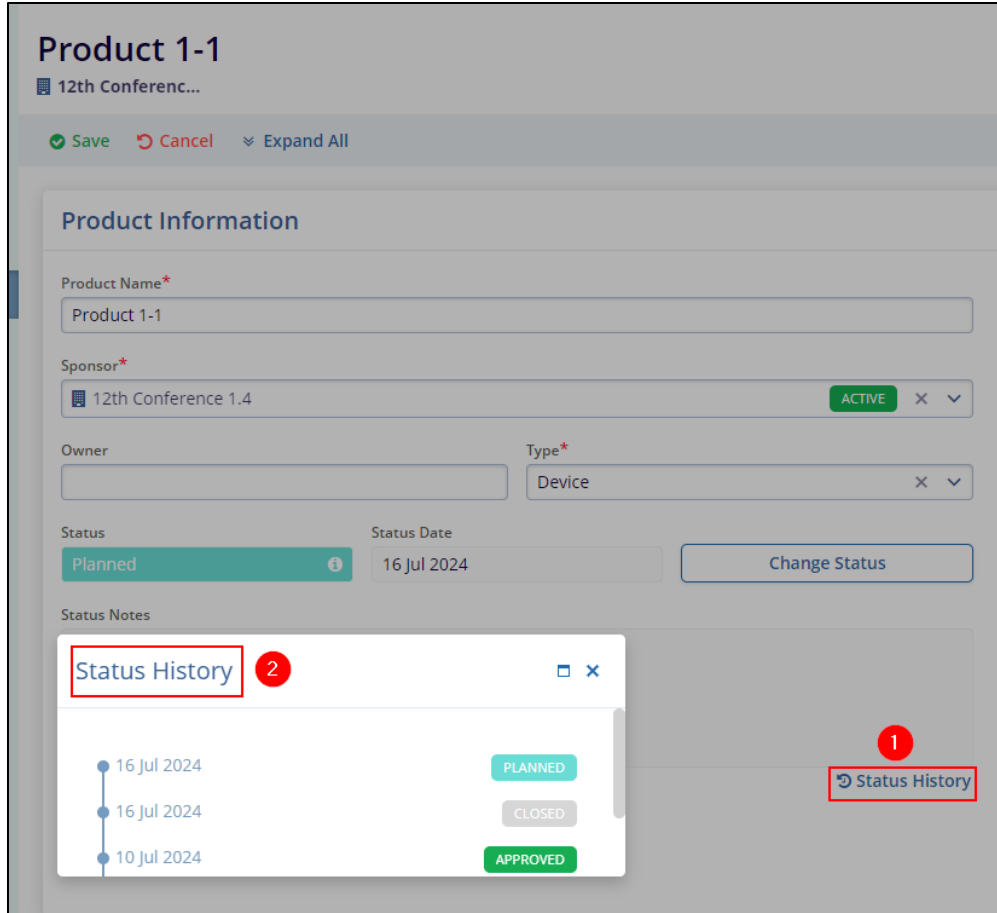 Product 1-1
12th Conferenc...
Save Cancel Expand All
Product Information
Product Name*
Product 1-1
Sponsor*
12th Conference 1.4 ACTIVE
Owner Type*
Device
Status Status Date
Planned 16 Jul 2024 Change Status
Status Notes
Status History 2
1
16 Jul 2024 PLANNED
Status History
16 Jul 2024 CLOSED
10 Jul 2024 APPROVED